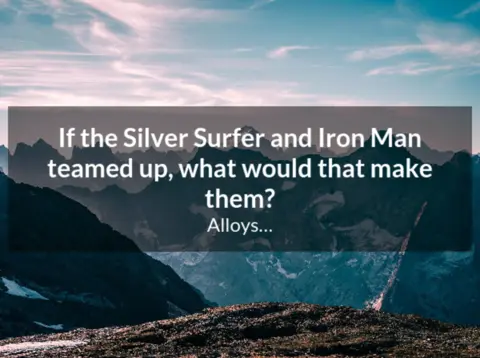 If the Silver Surfer and Iron Man
teamed up, what would that make
them?
Alloys...